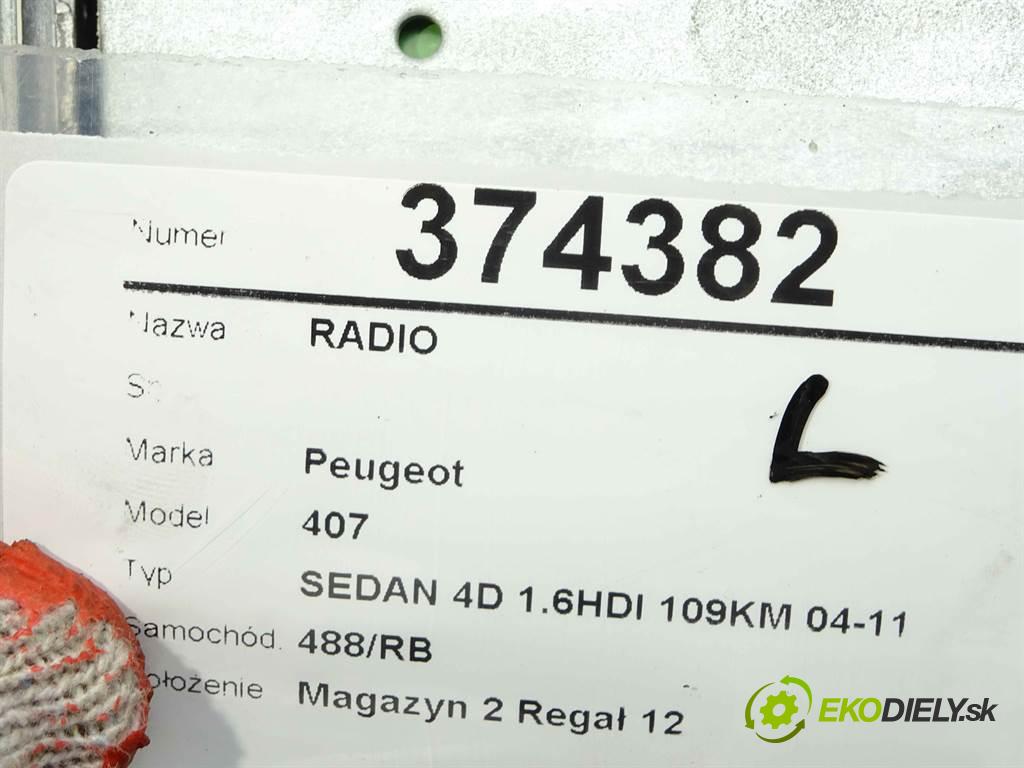 Numer 374382
Nazwa RADIO
Marka Peugeot
Model 407
Typ SEDAN 4D 1.6HDI 109KM 04-11
Samochód. 488/RB
ołożenie Magazyn 2 Regał 12
L
EKODIELY.sk